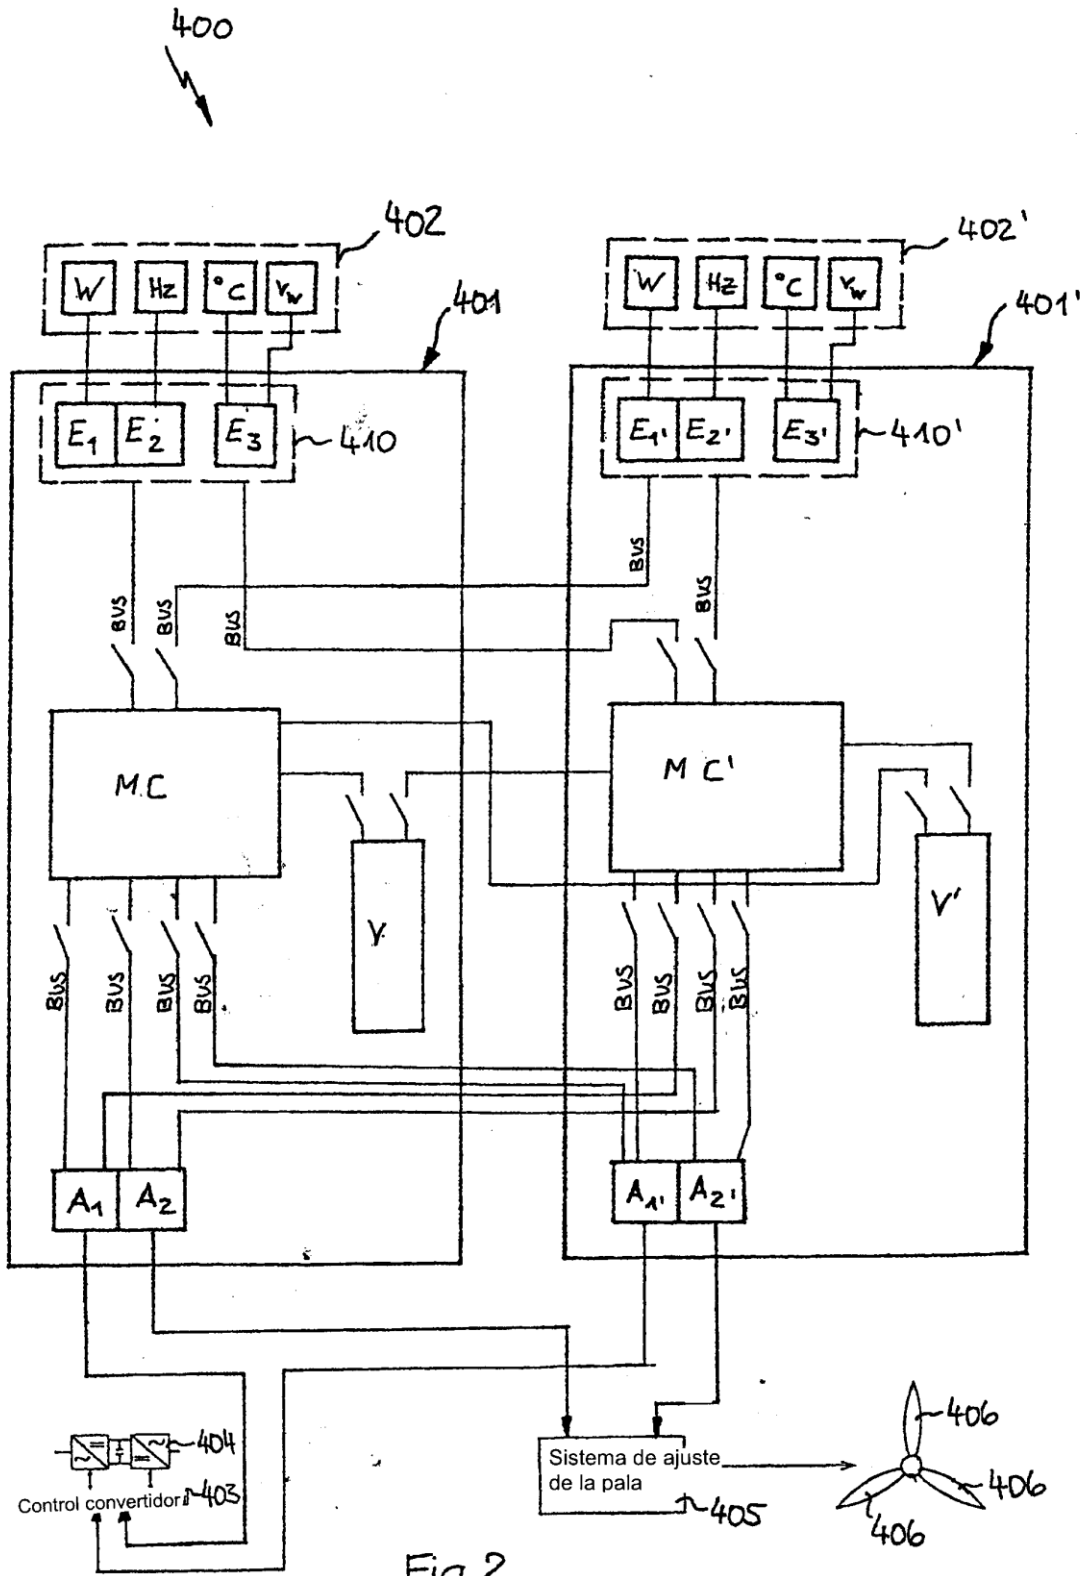 400
402
402'
W Hz °C vw
W Hz °C vw
401
401'
E1 E2 E3
410
E1' E2' E3'
410'
BUS
BUS
BUS BUS BUS
M.C
M C'
V
V'
BUS BUS BUS BUS
BUS BUS BUS BUS
A1 A2
A1' A2'
404
Control convertidor
403
Sistema de ajuste
de la pala
405
406
406
406
Fig 2